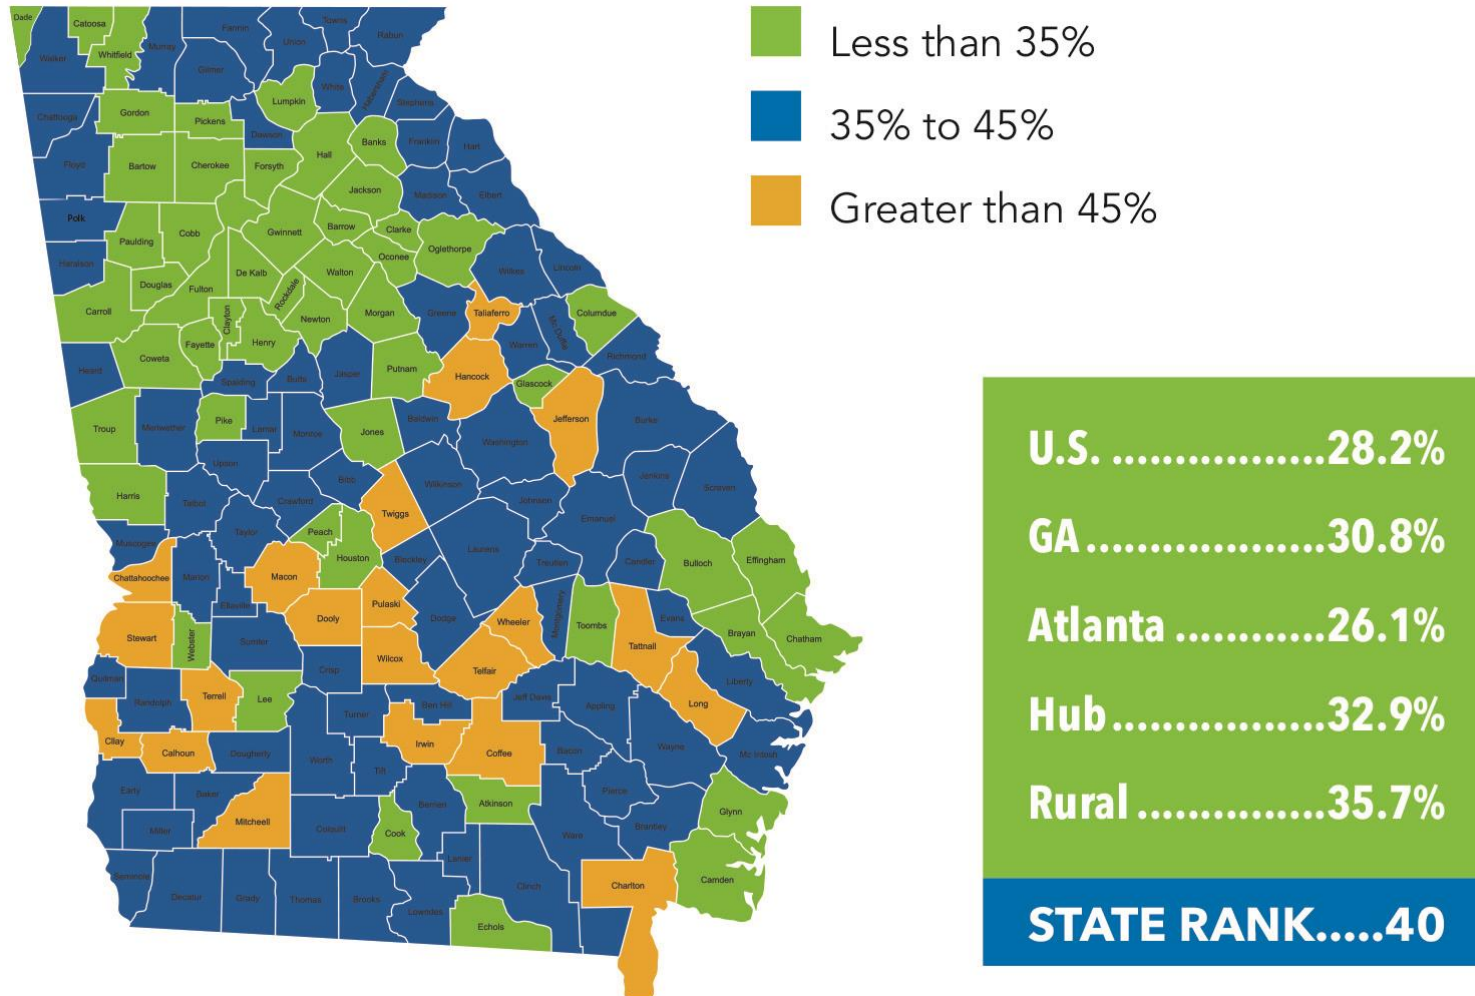 Less than 35%
35% to 45%
Greater than 45%
U.S. .................28.2%
GA ...................30.8%
Atlanta ............26.1%
Hub.................32.9%
Rural ...............35.7%
STATE RANK.....40
Dade
Catoosa
Whitfield
Walker
Murray
Fannin
Gilmer
Union
Towns
Rabun
White
Habersham
Stephens
Lumpkin
Chattooga
Gordon
Pickens
Dawson
Banks
Franklin
Hart
Floyd
Bartow
Cherokee
Forsyth
Hall
Jackson
Madison
Elbert
Polk
Paulding
Cobb
Gwinnett
Barrow
Clarke
Oconee
Oglethorpe
Wilkes
Lincoln
Haralson
Douglas
Fulton
De Kalb
Rockdale
Walton
Carroll
Clayton
Newton
Morgan
Greene
Taliaferro
Mc Duffie
Columdue
Coweta
Fayette
Henry
Warren
Richmond
Heard
Spalding
Butts
Jasper
Putnam
Hancock
Glascock
Jefferson
Burke
Troup
Meriwether
Pike
Lamar
Monroe
Jones
Baldwin
Washington
Upson
Bibb
Wilkinson
Jenkins
Screven
Harris
Talbot
Crawford
Twiggs
Johnson
Emanuel
Muscogee
Taylor
Peach
Houston
Bleckley
Laurens
Treutlen
Candler
Bulloch
Effingham
Chattahoochee
Marion
Macon
Pulaski
Dodge
Wheeler
Montgomery
Toombs
Evans
Bryan
Chatham
Stewart
Webster
Ellaville
Sumter
Dooly
Wilcox
Telfair
Tattnall
Quitman
Randolph
Terrell
Lee
Crisp
Ben Hill
Jeff Davis
Appling
Long
Liberty
Cllay
Calhoun
Dougherty
Turner
Irwin
Coffee
Bacon
Wayne
Early
Baker
Mitcheell
Worth
Tift
Berrien
Atkinson
Pierce
Glynn
Miller
Colquitt
Cook
Lanier
Ware
Brantley
Decatur
Grady
Thomas
Brooks
Lowndes
Clinch
Echols
Charlton
Camden